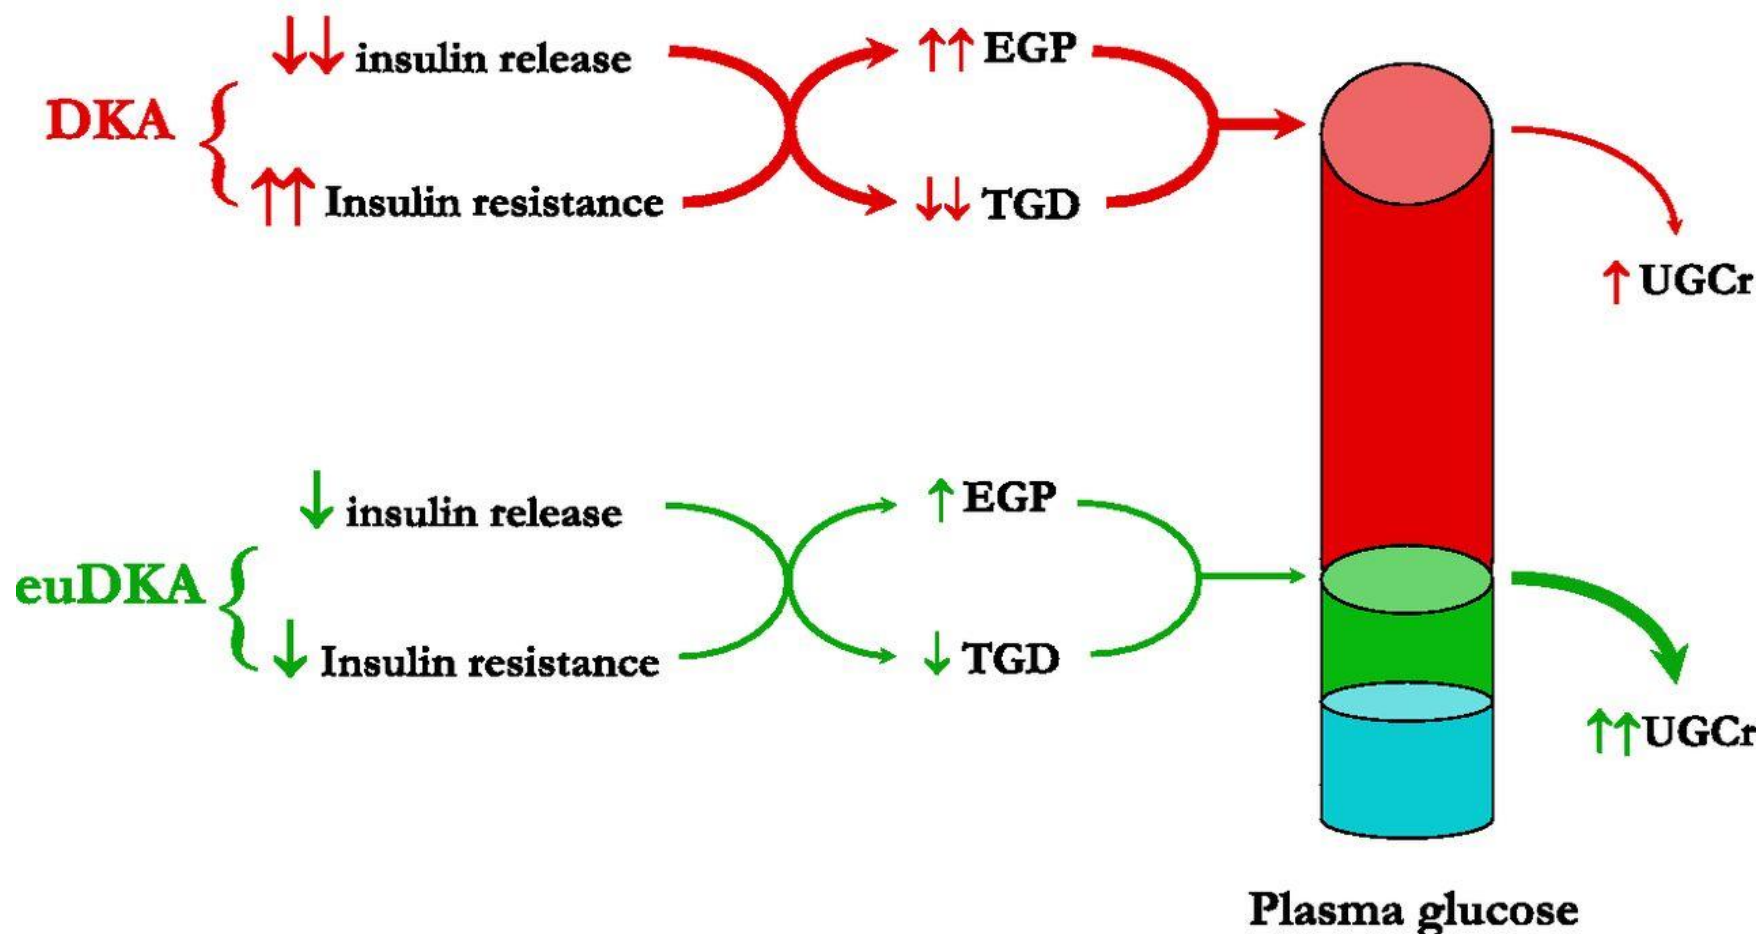 ↓↓ insulin release
↑↑ EGP
DKA {
↑↑ Insulin resistance
↓↓ TGD
↑ UGCr
↓ insulin release
↑ EGP
euDKA {
↓ Insulin resistance
↓ TGD
↑↑UGCr
Plasma glucose